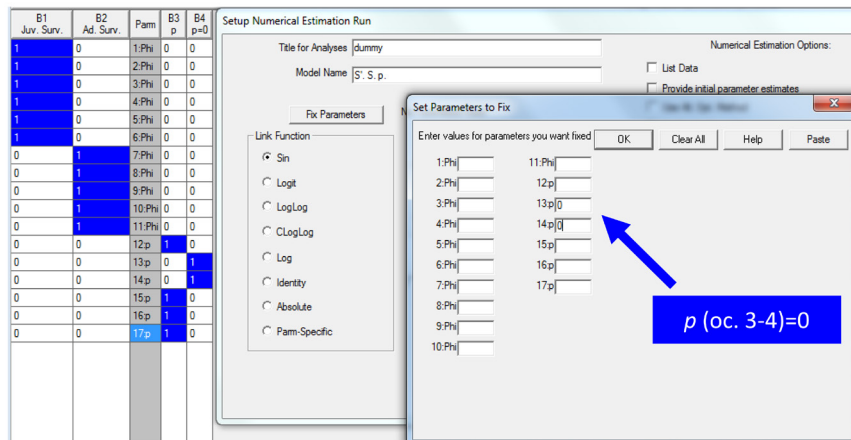 B1 B2 Parm B3 B4
Juv. Surv. Ad. Surv. p p=0
1 0 1:Phi 0 0
1 0 2:Phi 0 0
1 0 3:Phi 0 0
1 0 4:Phi 0 0
1 0 5:Phi 0 0
1 0 6:Phi 0 0
0 1 7:Phi 0 0
0 1 8:Phi 0 0
0 1 9:Phi 0 0
0 1 10:Phi 0 0
0 1 11:Phi 0 0
0 0 12:p 1 0
0 0 13:p 0 1
0 0 14:p 0 1
0 0 15:p 1 0
0 0 16:p 1 0
0 0 17:p 1 0
Setup Numerical Estimation Run
Title for Analyses dummy
Model Name S'. S. p.
Fix Parameters
Link Function
Sin
Logit
LogLog
CLogLog
Log
Identity
Absolute
Parm-Specific
Numerical Estimation Options:
List Data
Provide initial parameter estimates
Set Parameters to Fix
x
Enter values for parameters you want fixed
OK Clear All Help Paste
1:Phi 11:Phi
2:Phi 12:p
3:Phi 13:p 0
4:Phi 14:p 0
5:Phi 15:p
6:Phi 16:p
7:Phi 17:p
8:Phi
9:Phi
10:Phi
p (oc. 3-4)=0